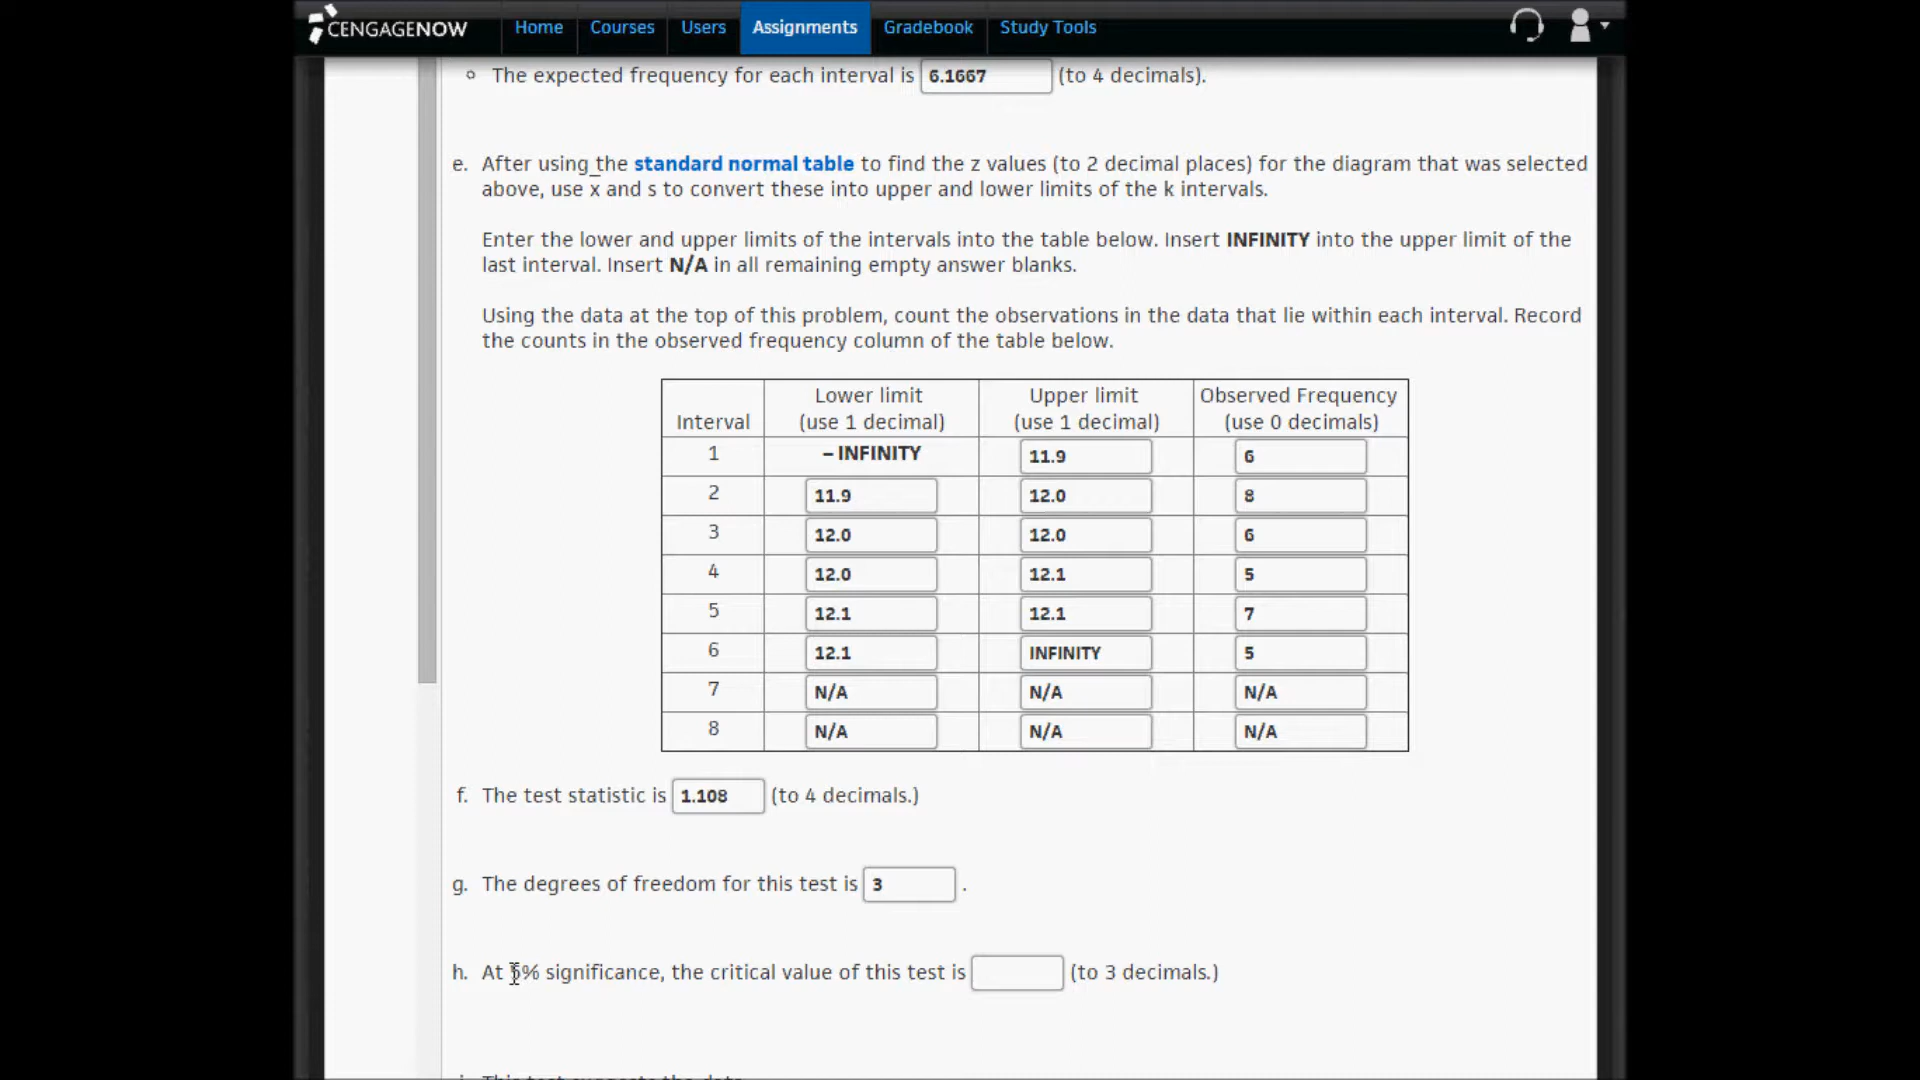 CENGAGENOW Home Courses Users Assignments Gradebook Study Tools
The expected frequency for each interval is 6.1667 (to 4 decimals).
e. After using the standard normal table to find the z values (to 2 decimal places) for the diagram that was selected
above, use x and s to convert these into upper and lower limits of the k intervals.
Enter the lower and upper limits of the intervals into the table below. Insert INFINITY into the upper limit of the
last interval. Insert N/A in all remaining empty answer blanks.
Using the data at the top of this problem, count the observations in the data that lie within each interval. Record
the counts in the observed frequency column of the table below.
Lower limit Upper limit Observed Frequency
Interval (use 1 decimal) (use 1 decimal) (use 0 decimals)
1 – INFINITY 11.9 6
2 11.9 12.0 8
3 12.0 12.0 6
4 12.0 12.1 5
5 12.1 12.1 7
6 12.1 INFINITY 5
7 N/A N/A N/A
8 N/A N/A N/A
f. The test statistic is 1.108 (to 4 decimals.)
g. The degrees of freedom for this test is 3 .
h. At 5% significance, the critical value of this test is (to 3 decimals.)
i. This test suggests the data